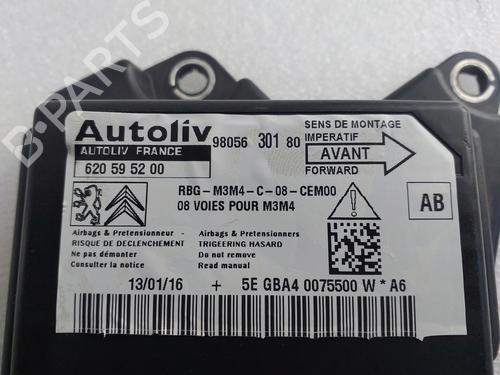 Autoliv
AUTOLIV FRANCE
620 59 52 00
98056 301 80
SENS DE MONTAGE
IMPERATIF
AVANT
FORWARD
RBG - M3M4 - C - 08 - CEM00
08 VOIES POUR M3M4
AB
Airbags & Pretensionneur -
RISQUE DE DECLENCHEMENT
Ne pas démonter
Consulter la notice
Airbags & Pretensioners
TRIGEERING HASARD
Do not remove
Read manual
13/01/16 + 5E GBA4 0075500 W * A6
B-PARTS